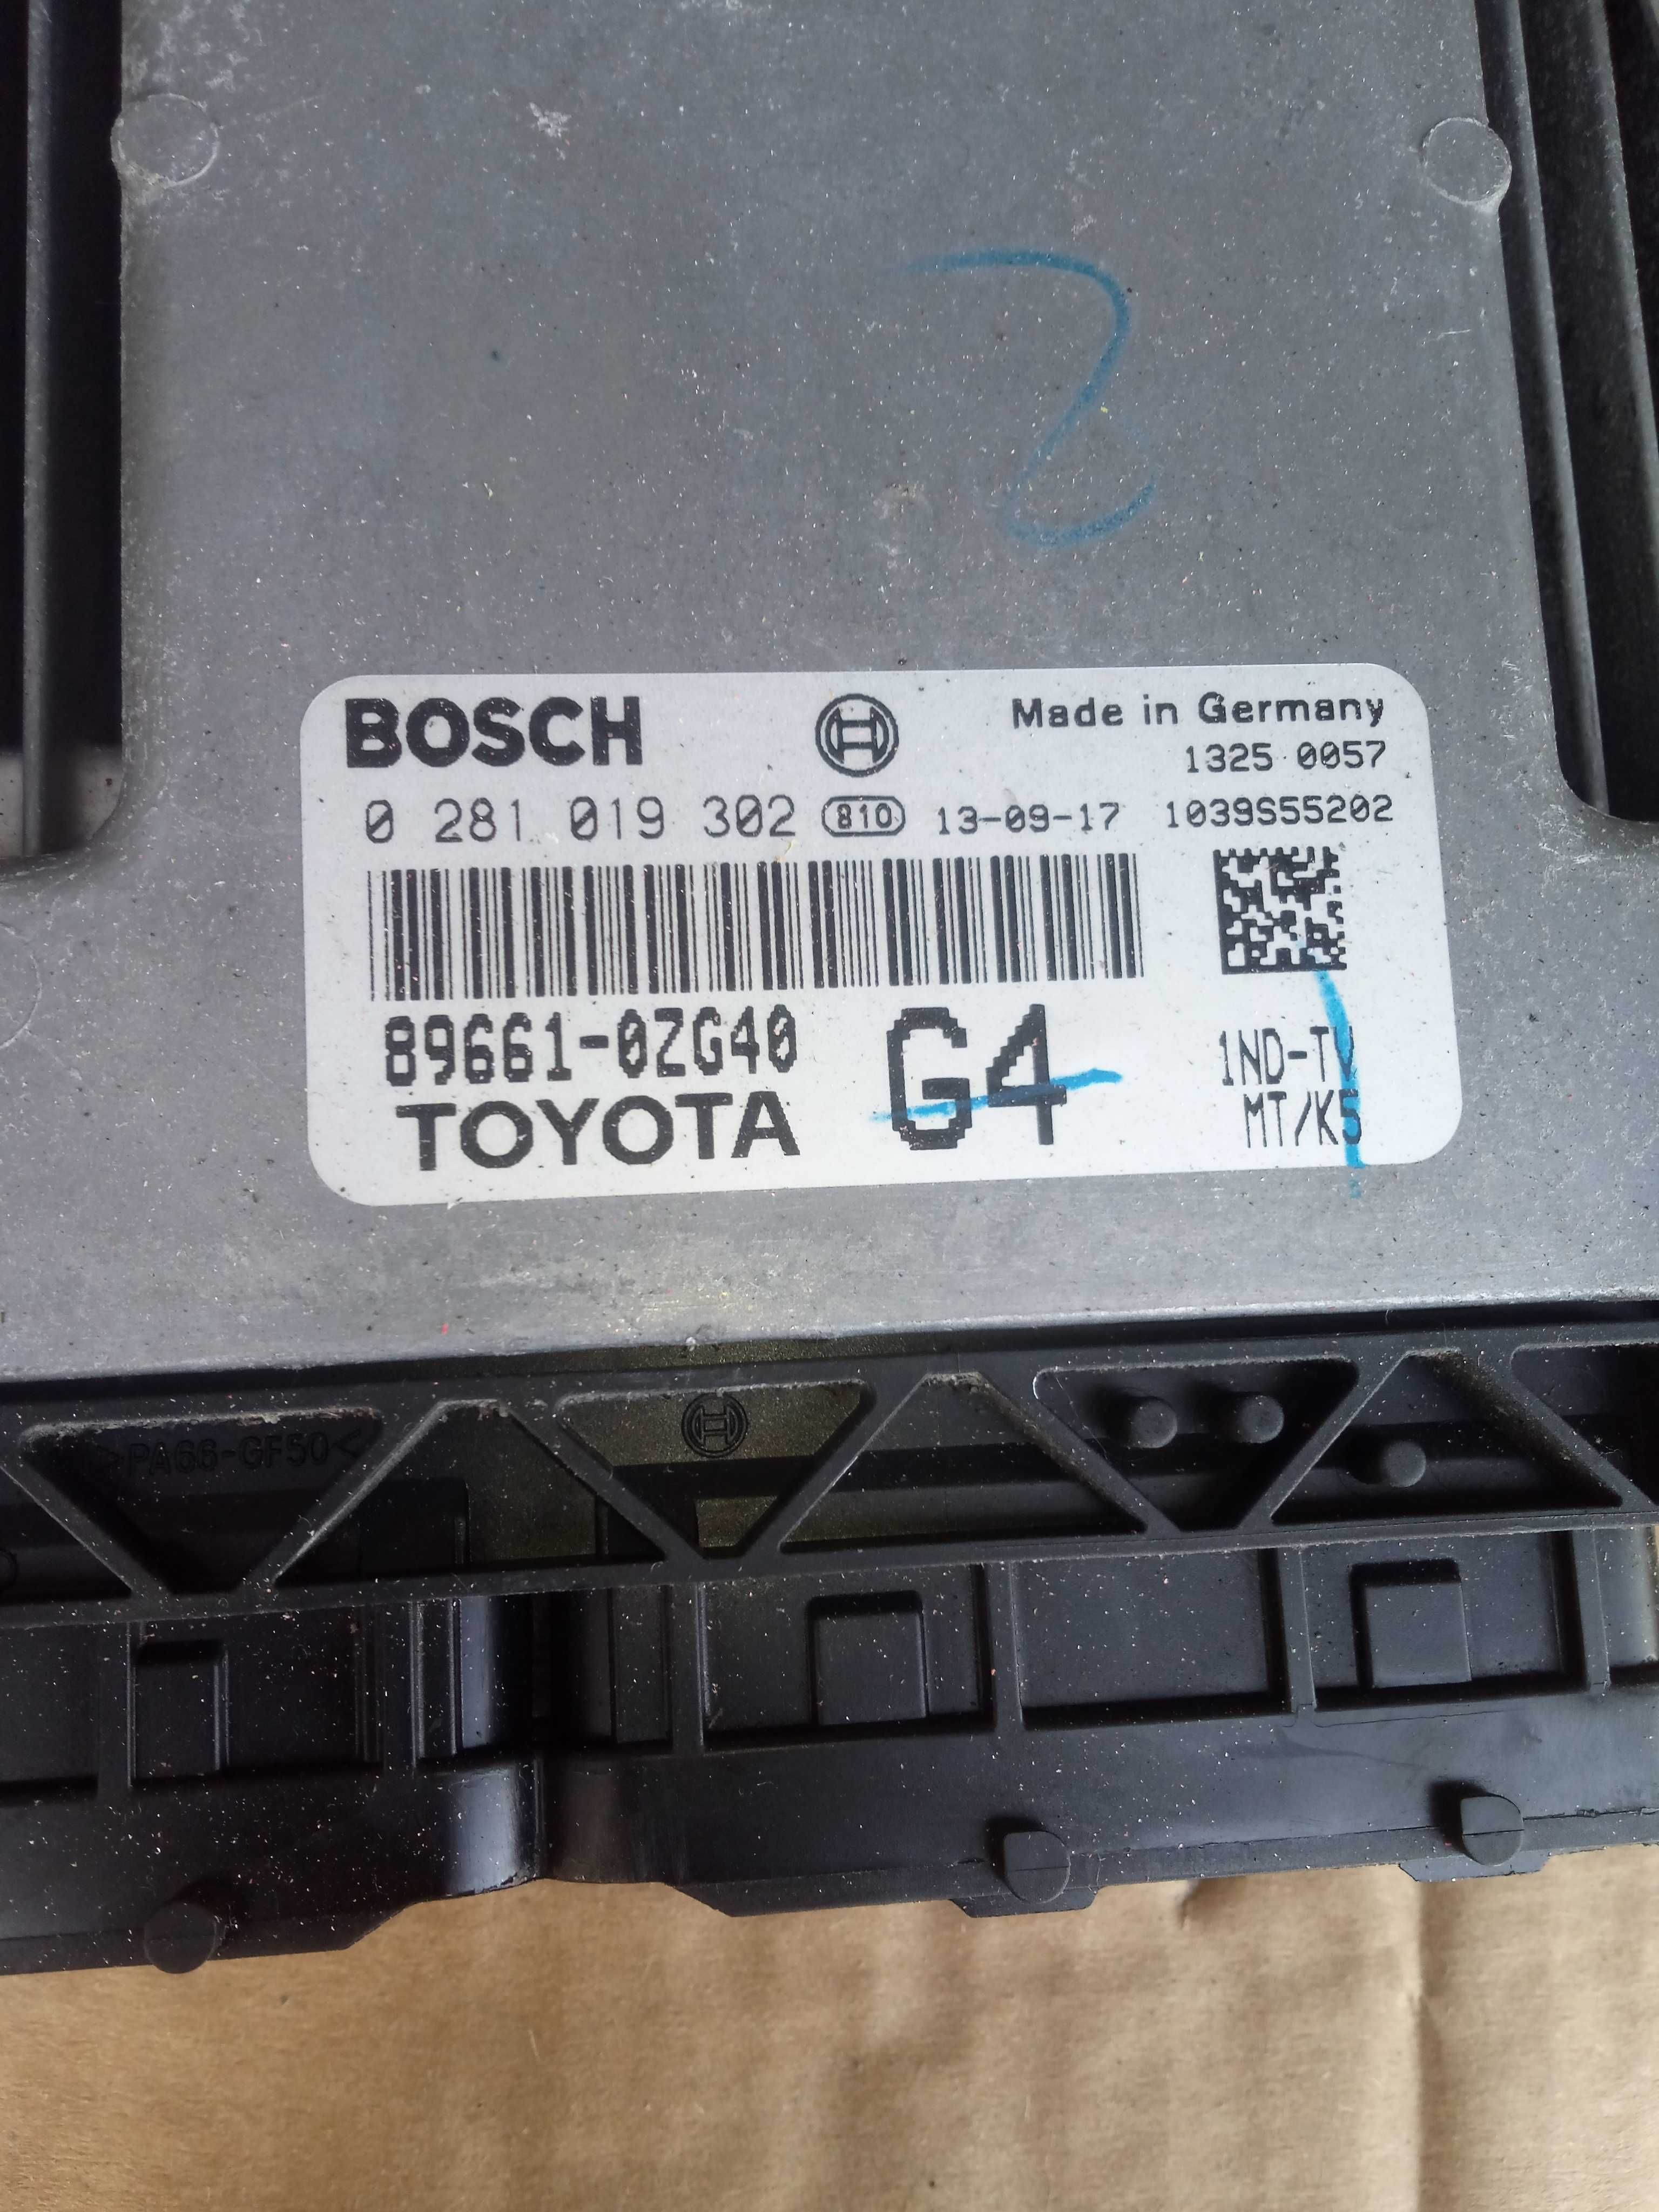 BOSCH
Made in Germany
1325 0057
0 281 019 302 810 13-09-17 1039S55202
89661-0ZG40 G4 1ND-TV
TOYOTA MT/K5
>PA66-GF50<